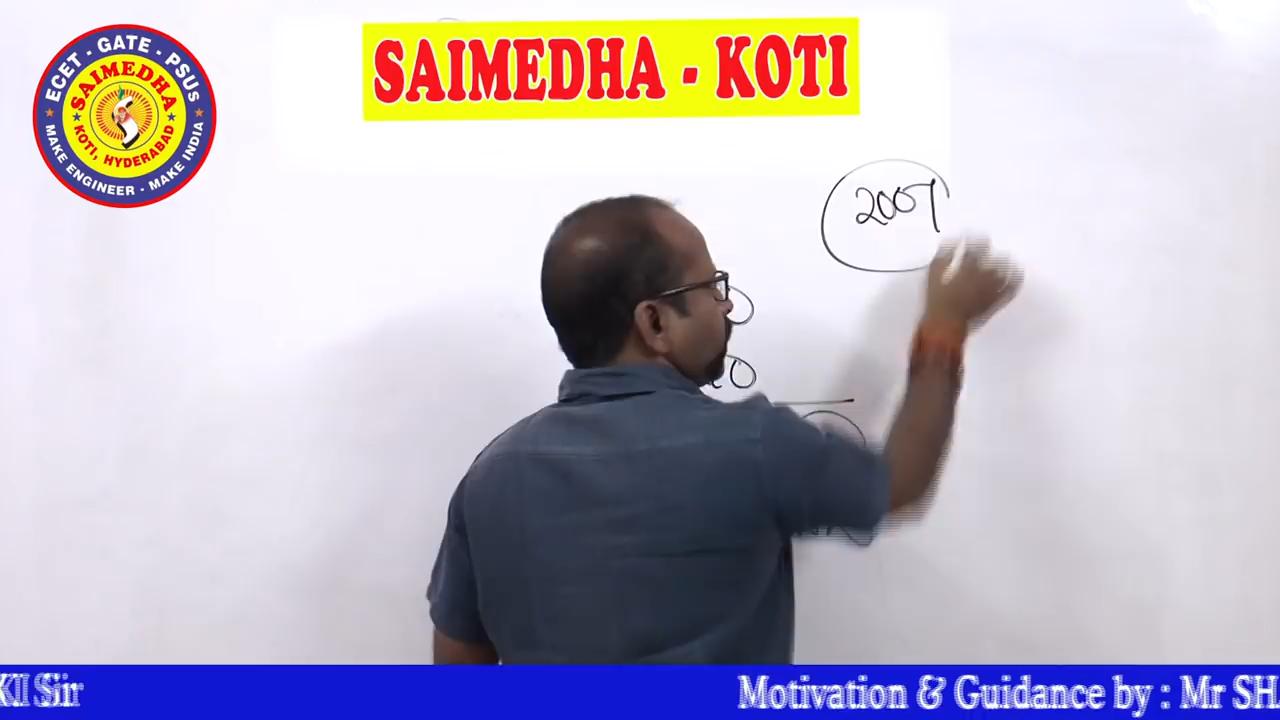 SAIMEDHA - KOTI
ECET - GATE - PSUS
SAIMEDHA
KOTI, HYDERABAD
MAKE ENGINEER - MAKE INDIA
2007
Sir
Motivation & Guidance by : Mr SH